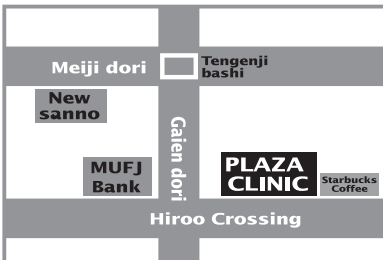 Meiji dori
Tengenji
bashi
New
sanno
Gaien dori
MUFJ
Bank
PLAZA
CLINIC
Starbucks
Coffee
Hiroo Crossing